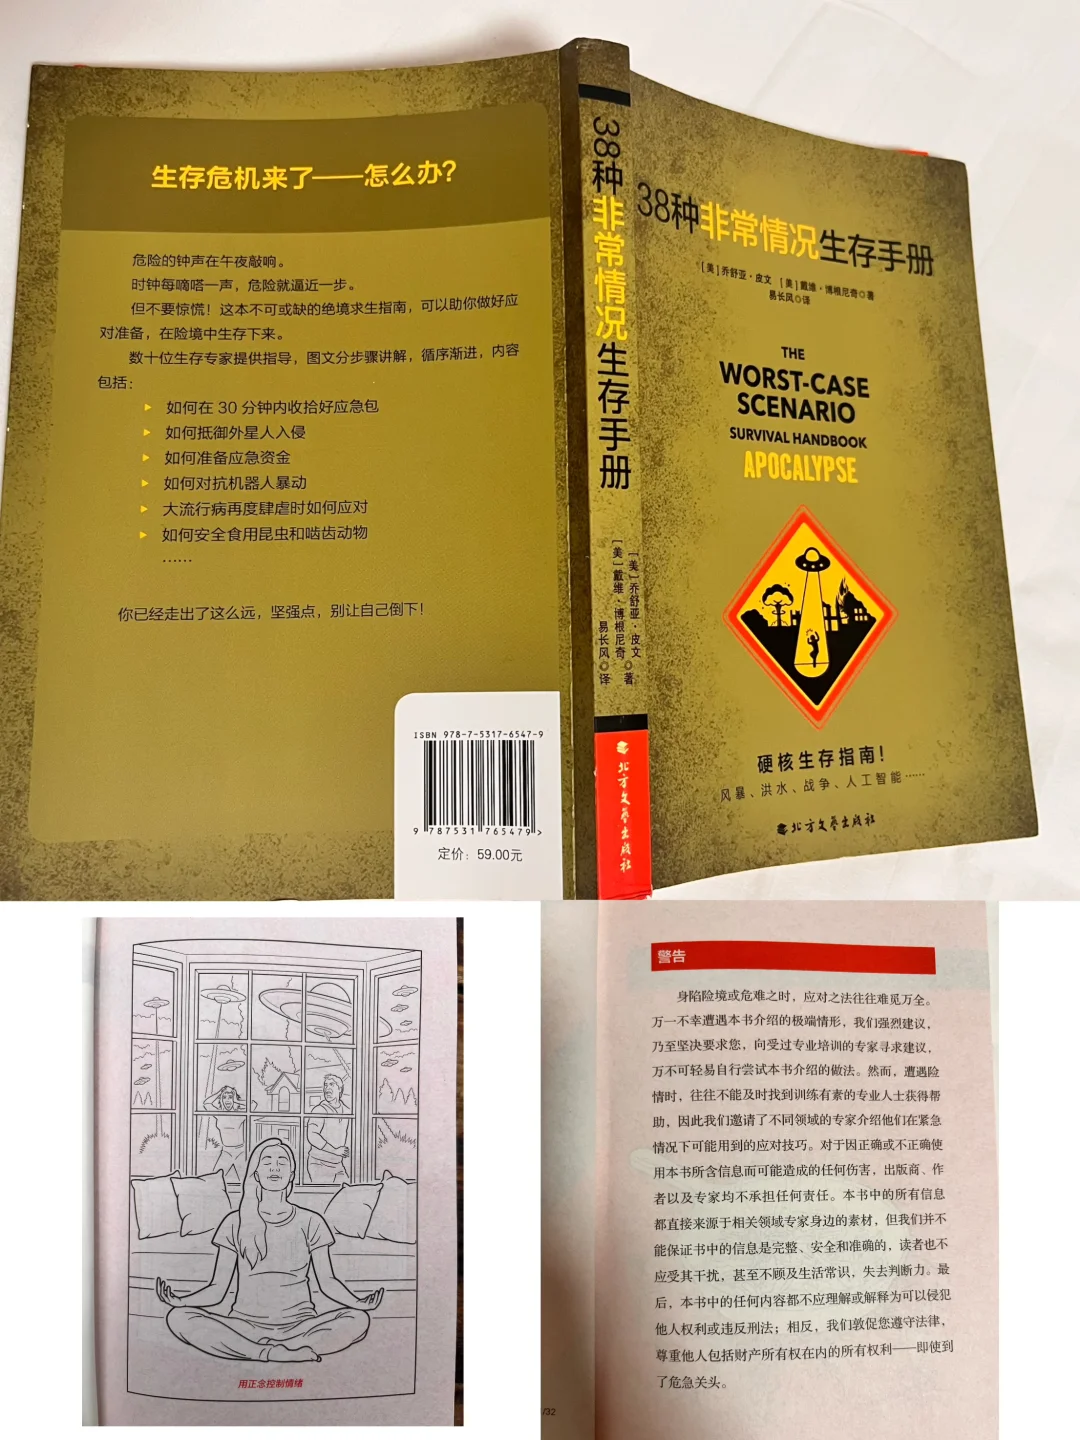 生存危机来了——怎么办?
危险的钟声在午夜敲响。
时钟每嘀嗒一声，危险就逼近一步。
但不要惊慌！这本不可或缺的绝境求生指南，可以助你做好应
对准备，在险境中生存下来。
数十位生存专家提供指导，图文分步骤讲解，循序渐进，内容
包括：
如何在 30 分钟内收拾好应急包
如何抵御外星人入侵
如何准备应急资金
如何对抗机器人暴动
大流行病再度肆虐时如何应对
如何安全食用昆虫和啮齿动物
……
你已经走出了这么远，坚强点，别让自己倒下！
ISBN 978-7-5317-6547-9
9 787531 765479 >
定价：59.00元
38种非常情况生存手册
[美]乔舒亚·皮文
[美]戴维·博根尼奇 ◎ 著
易长风 ◎ 译
北方文艺出版社
38种非常情况生存手册
[美]乔舒亚·皮文 [美]戴维·博根尼奇◎著
易长风◎译
THE
WORST-CASE
SCENARIO
SURVIVAL HANDBOOK
APOCALYPSE
硬核生存指南！
风暴、洪水、战争、人工智能……
北方文艺出版社
用正念控制情绪
警告
身陷险境或危难之时，应对之法往往难觅万全。
万一不幸遭遇本书介绍的极端情形，我们强烈建议，
乃至坚决要求您，向受过专业培训的专家寻求建议，
万不可轻易自行尝试本书介绍的做法。然而，遭遇险
情时，往往不能及时找到训练有素的专业人士获得帮
助，因此我们邀请了不同领域的专家介绍他们在紧急
情况下可能用到的应对技巧。对于因正确或不正确使
用本书所含信息而可能造成的任何伤害，出版商、作
者以及专家均不承担任何责任。本书中的所有信息
都直接来源于相关领域专家身边的素材，但我们并不
能保证书中的信息是完整、安全和准确的，读者也不
应受其干扰，甚至不顾及生活常识，失去判断力。最
后，本书中的任何内容都不应理解或解释为可以侵犯
他人权利或违反刑法；相反，我们敦促您遵守法律，
尊重他人包括财产所有权在内的所有权利——即使到
了危急关头。
/32